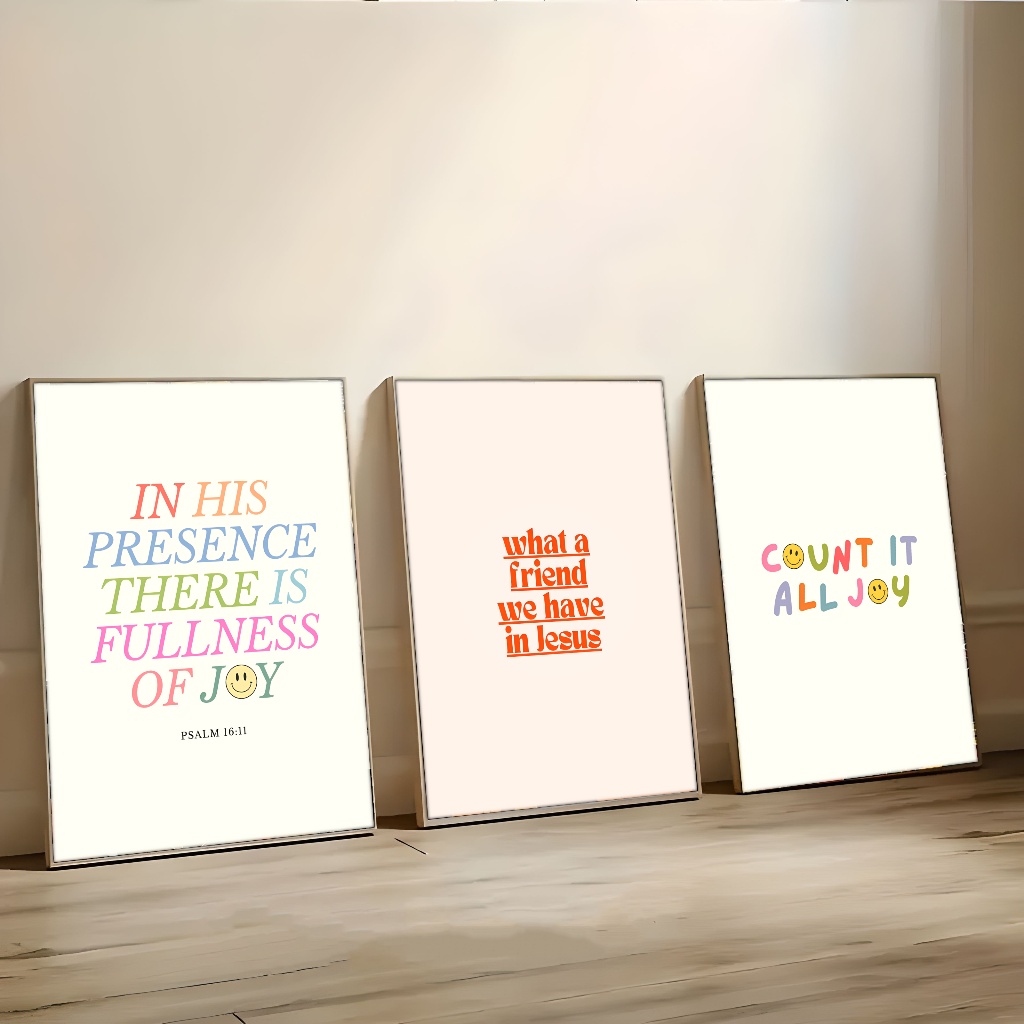 IN HIS
PRESENCE
THERE IS
FULLNESS
OF JOY
PSALM 16:11
what a
friend
we have
in Jesus
COUNT IT
ALL JOY